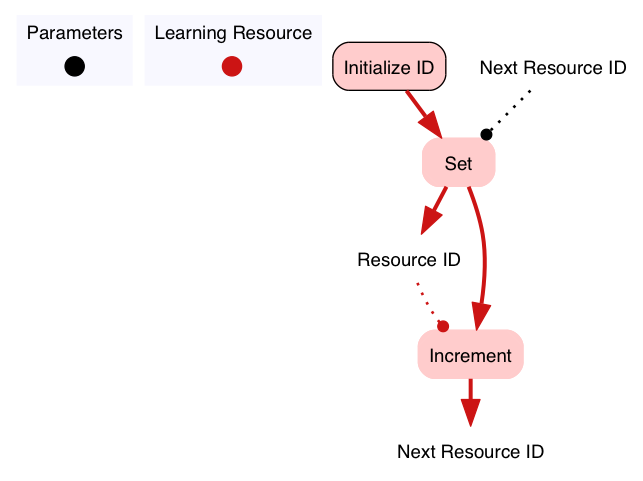 Parameters
Learning Resource
Initialize ID
Next Resource ID
Set
Resource ID
Increment
Next Resource ID